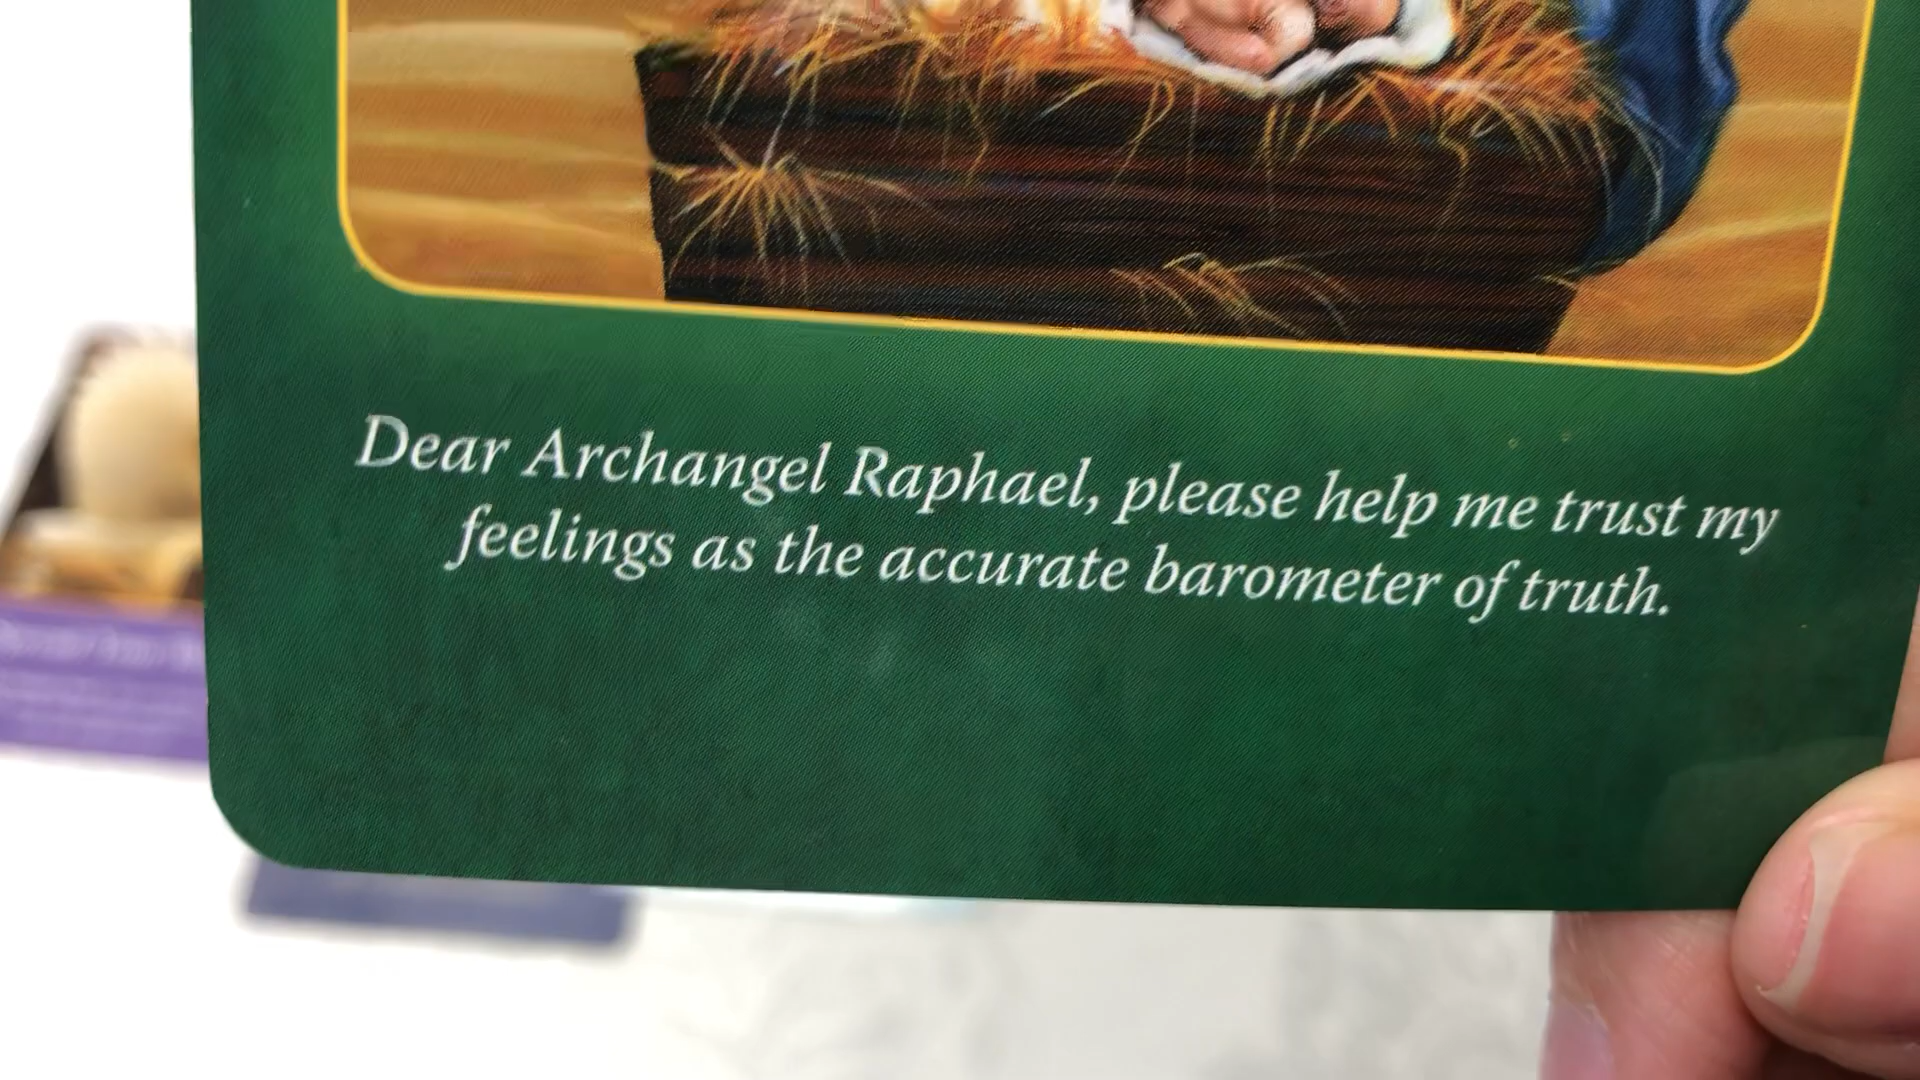 Dear Archangel Raphael, please help me trust my
feelings as the accurate barometer of truth.